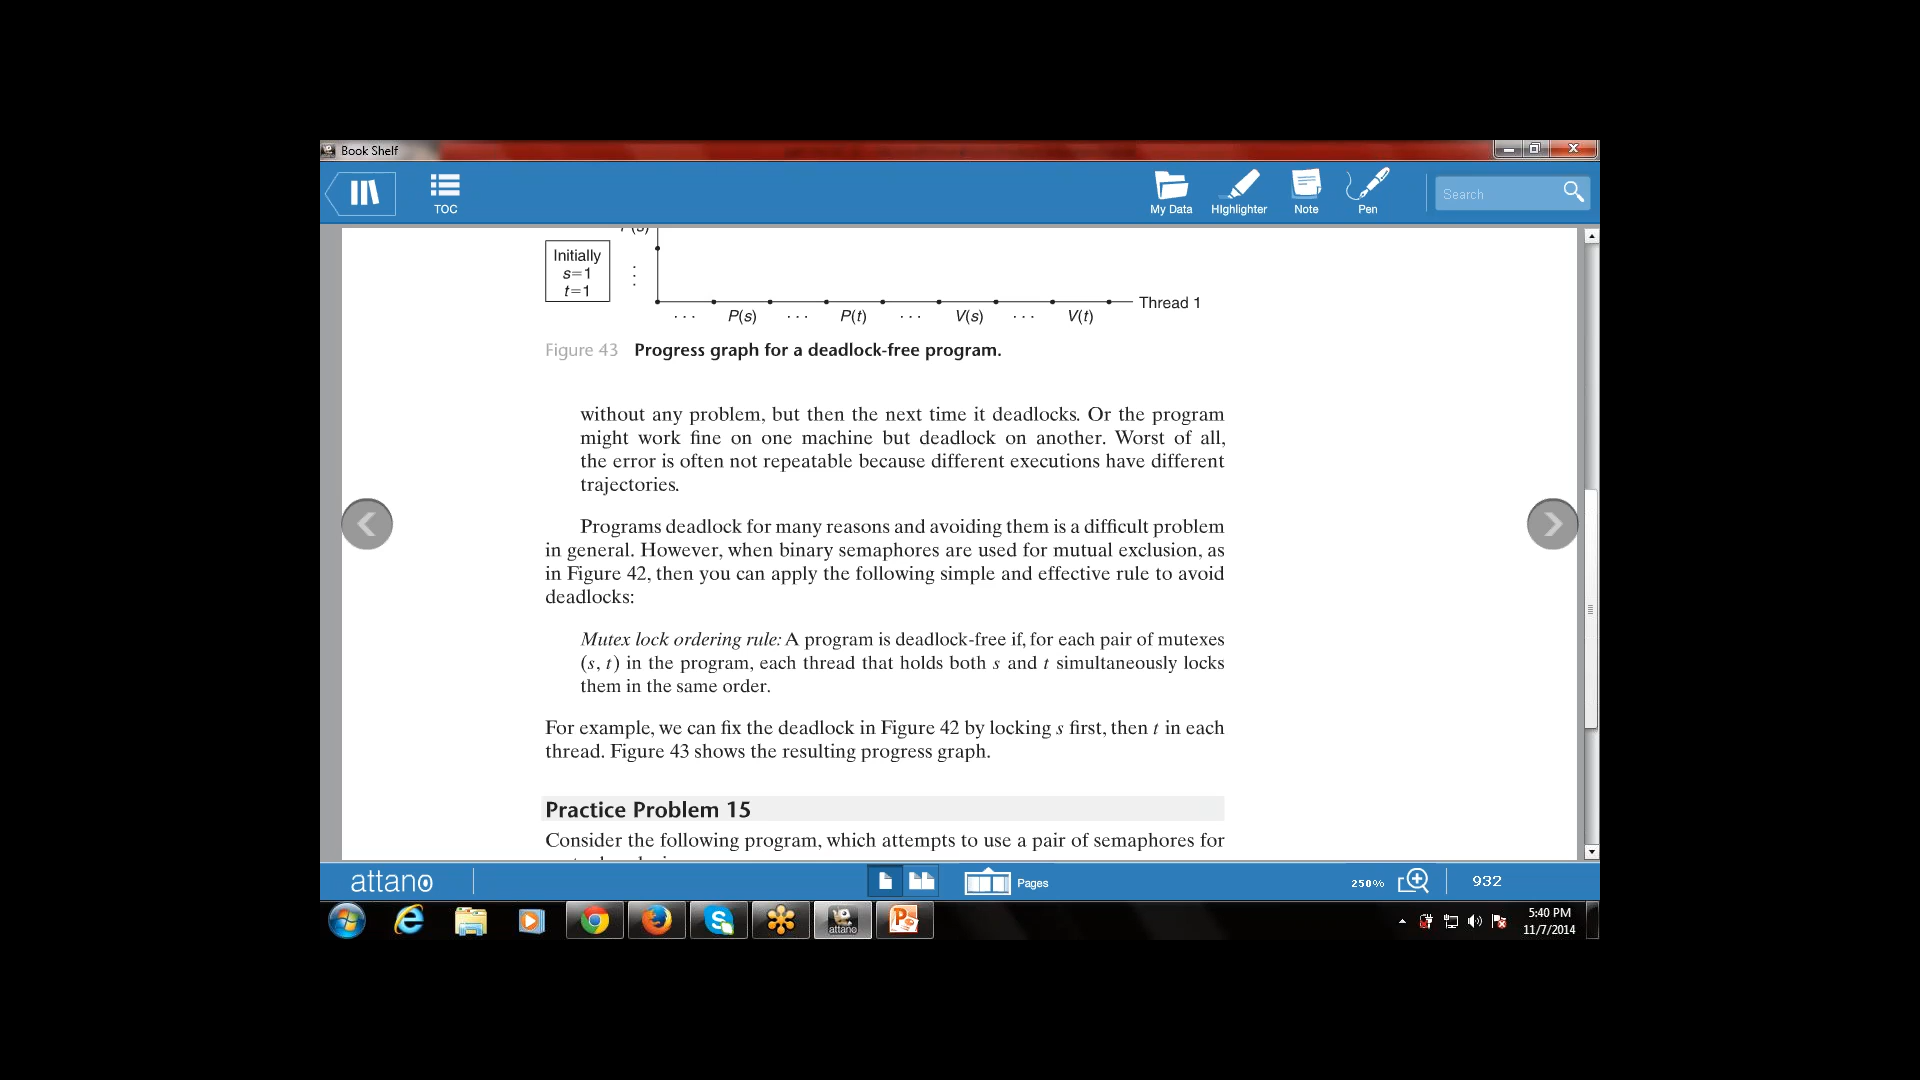 Book Shelf
TOC
My Data
HIghlighter
Note
Pen
Search
Initially
s=1
t=1
Thread 1
· · · P(s) · · · P(t) · · · V(s) · · · V(t)
Figure 43 Progress graph for a deadlock-free program.
without any problem, but then the next time it deadlocks. Or the program
might work fine on one machine but deadlock on another. Worst of all,
the error is often not repeatable because different executions have different
trajectories.
Programs deadlock for many reasons and avoiding them is a difficult problem
in general. However, when binary semaphores are used for mutual exclusion, as
in Figure 42, then you can apply the following simple and effective rule to avoid
deadlocks:
Mutex lock ordering rule: A program is deadlock-free if, for each pair of mutexes
(s, t) in the program, each thread that holds both s and t simultaneously locks
them in the same order.
For example, we can fix the deadlock in Figure 42 by locking s first, then t in each
thread. Figure 43 shows the resulting progress graph.
Practice Problem 15
Consider the following program, which attempts to use a pair of semaphores for
attano
Pages
250%
932
attano
5:40 PM
11/7/2014